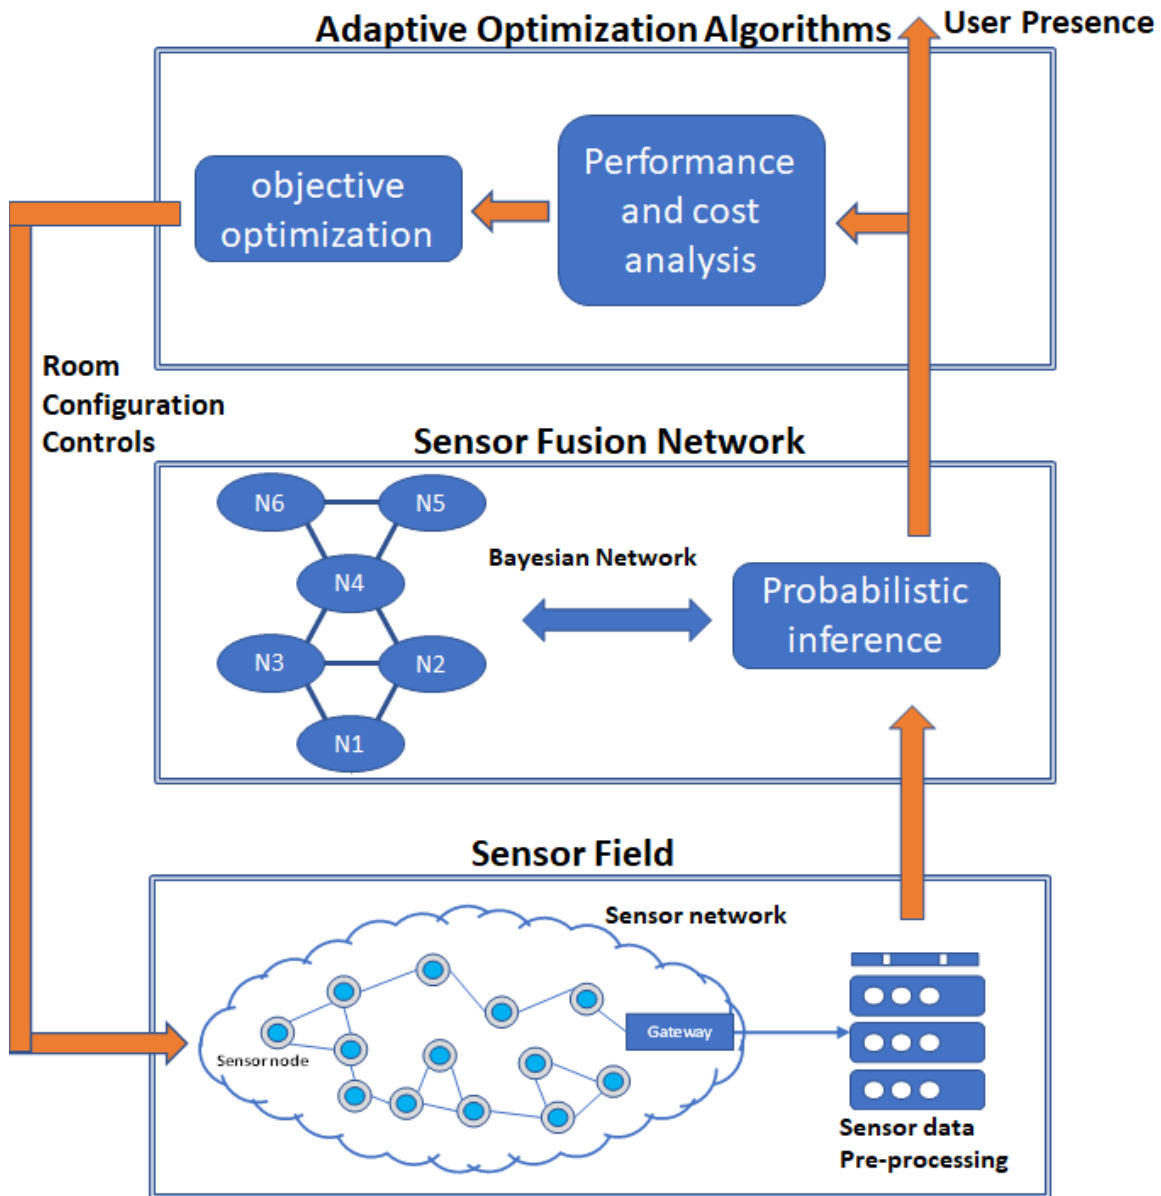 Adaptive Optimization Algorithms
User Presence
objective
optimization
Performance
and cost
analysis
Room
Configuration
Controls
Sensor Fusion Network
N6
N5
N4
N3
N2
N1
Bayesian Network
Probabilistic
inference
Sensor Field
Sensor network
Sensor node
Gateway
Sensor data
Pre-processing